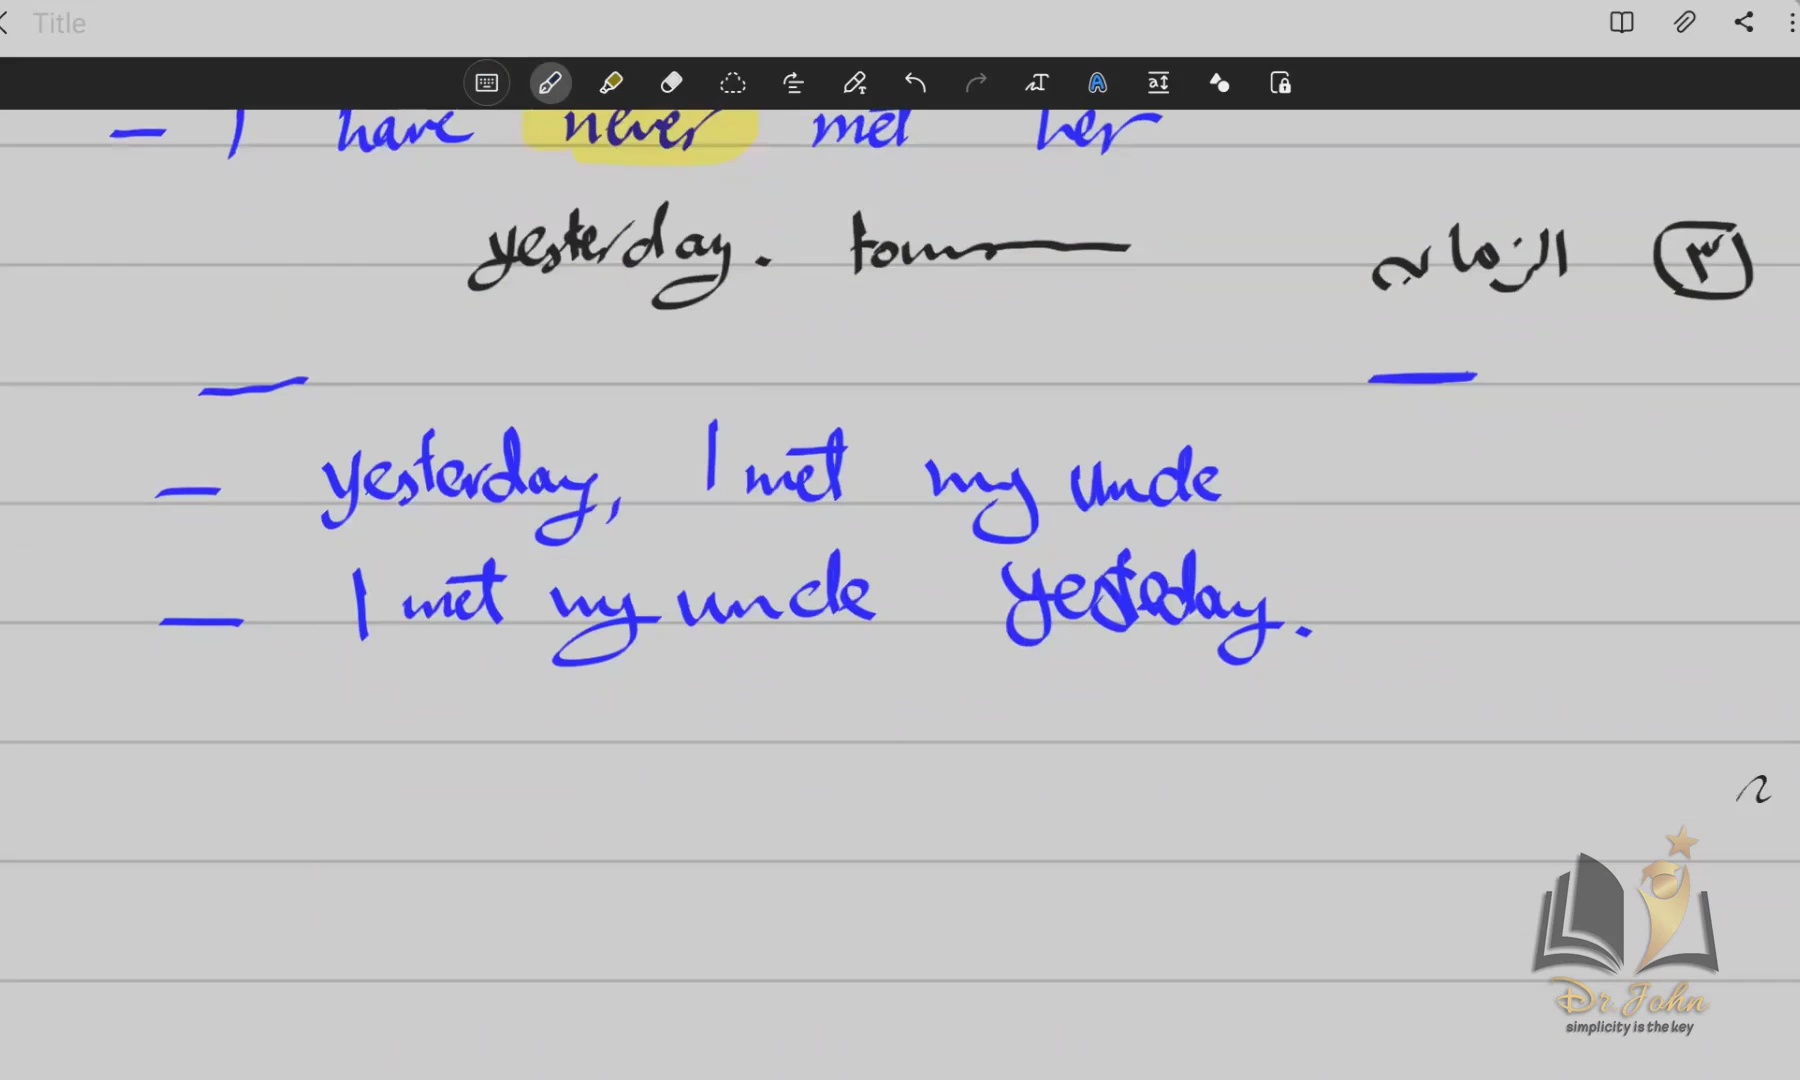 Title
– I have never met her
yesterday. tom الزمان ٣
– yesterday, I met my uncle
– I met my uncle yesterday.
Dr. John
simplicity is the key